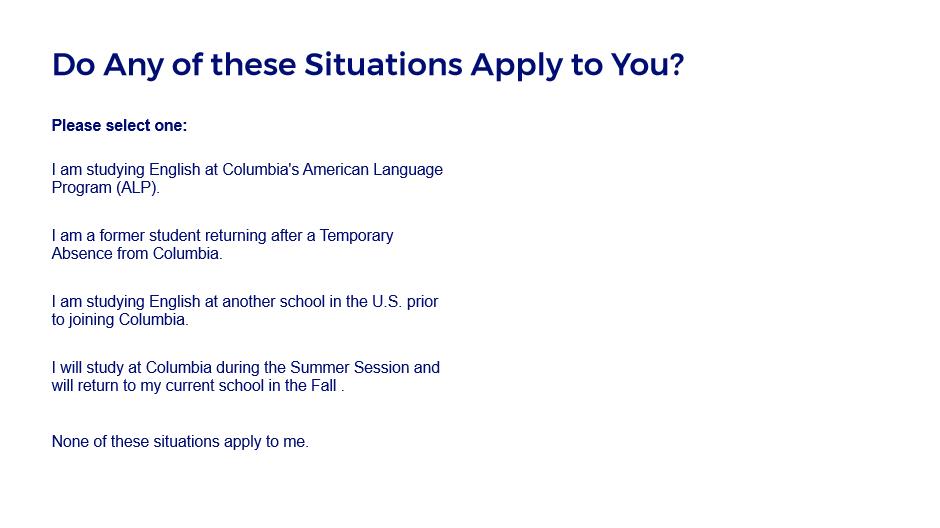 Do Any of these Situations Apply to You?
Please select one:
I am studying English at Columbia's American Language
Program (ALP).
I am a former student returning after a Temporary
Absence from Columbia.
I am studying English at another school in the U.S. prior
to joining Columbia.
I will study at Columbia during the Summer Session and
will return to my current school in the Fall .
None of these situations apply to me.